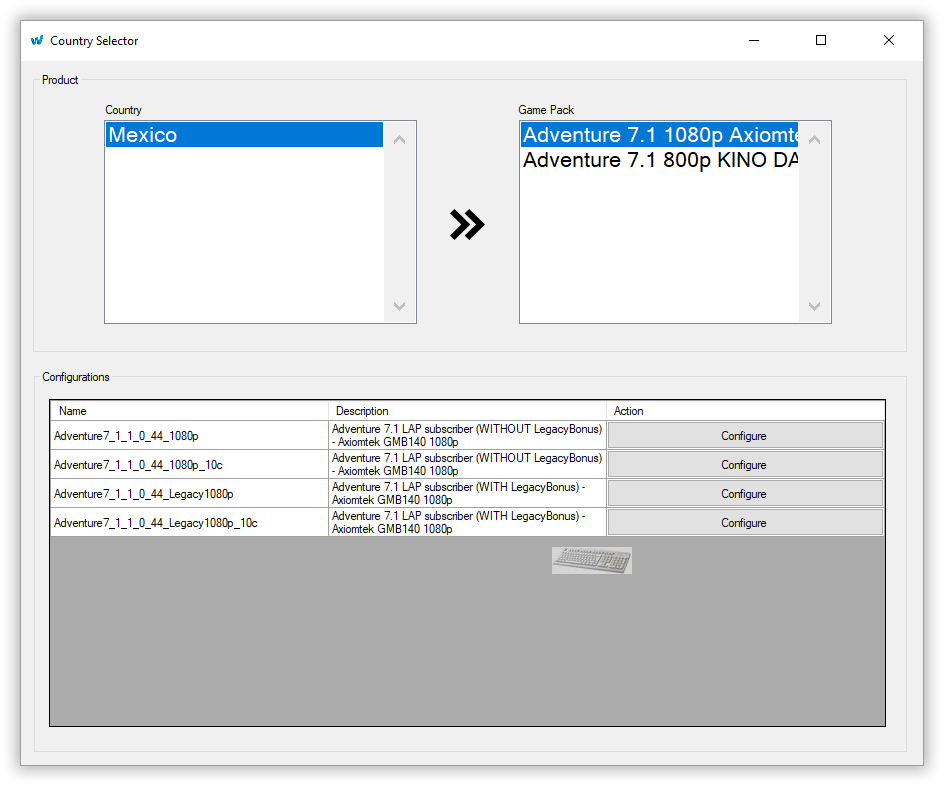 Country Selector
Product
Country
Game Pack
Mexico
Adventure 7.1 1080p
Adventure 7.1 800p KINO
Configurations
Name Description Action
Adventure7_1_1_0_44_1080p
Adventure 7.1 LAP subscriber (WITHOUT LegacyBonus)
- Axiomtek GMB140 1080p
Configure
Adventure7_1_1_0_44_1080p_10c
Adventure 7.1 LAP subscriber (WITHOUT LegacyBonus)
- Axiomtek GMB140 1080p
Configure
Adventure7_1_1_0_44_Legacy1080p
Adventure 7.1 LAP subscriber (WITH LegacyBonus) -
Axiomtek GMB140 1080p
Configure
Adventure7_1_1_0_44_Legacy1080p_10c
Adventure 7.1 LAP subscriber (WITH LegacyBonus) -
Axiomtek GMB140 1080p
Configure